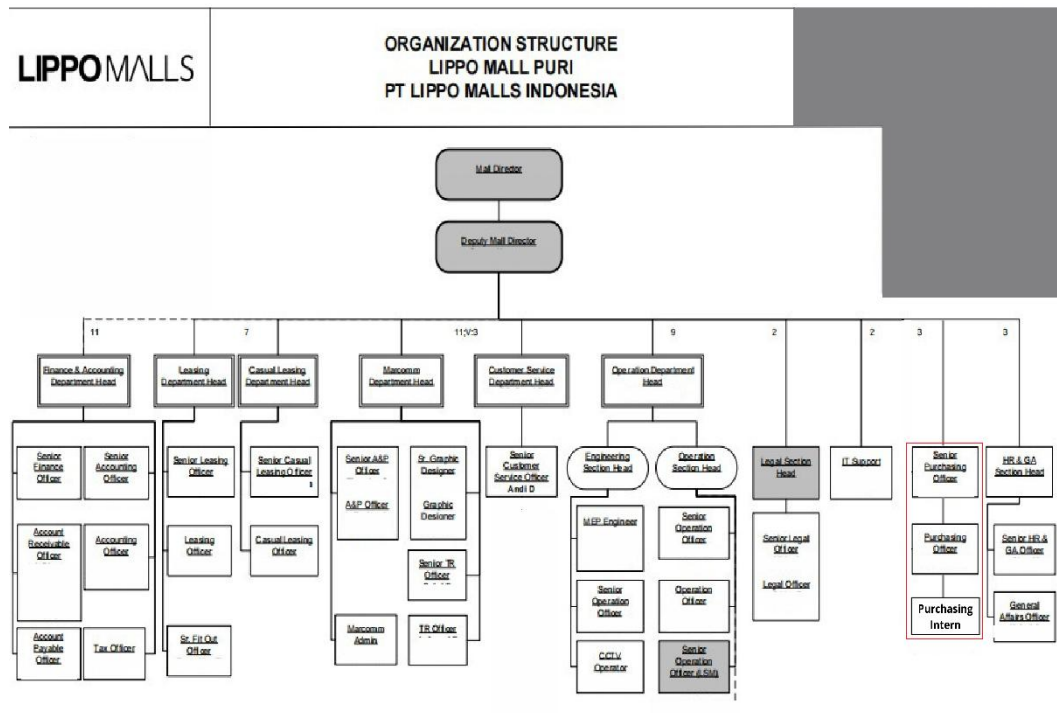 LIPPO MALLS
ORGANIZATION STRUCTURE
LIPPO MALL PURI
PT LIPPO MALLS INDONESIA
Mall Director
Deputy Mall Director
11
7
11;V:3
9
2
2
3
3
Finance & Accounting
Department Head
Leasing
Department Head
Casual Leasing
Department Head
Marcomm
Department Head
Customer Service
Department Head
Operation Department
Head
Senior
Finance
Officer
Senior
Accounting
Officer
Senior Leasing
Officer
Senior Casual
Leasing Officer
Senior A&P
Officer
A&P Officer
Sr. Graphic
Designer
Graphic
Designer
Senior
Customer
Service Officer
Andi D
Engineering
Section Head
Operation
Section Head
Legal Section
Head
IT Support
Senior
Purchasing
Officer
HR & GA
Section Head
Account
Receivable
Officer
Accounting
Officer
Leasing
Officer
Casual Leasing
Officer
Senior TR
Officer
MEP Engineer
Senior
Operation
Officer
Senior Legal
Officer
Legal Officer
Purchasing
Officer
Senior HR &
GA Officer
Senior
Operation
Officer
Operation
Officer
Purchasing
Intern
General
Affairs Officer
Account
Payable
Officer
Tax Officer
Sr. Fit Out
Officer
Marcomm
Admin
TR Officer
CCTV
Operator
Senior
Operation
Officer (LSM)